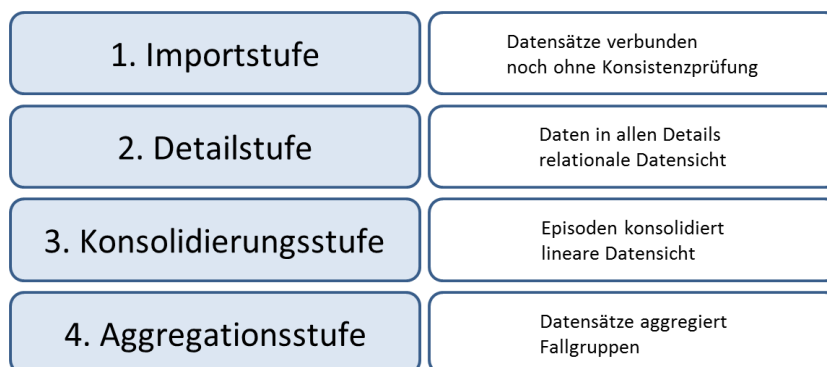 1. Importstufe
Datensätze verbunden
noch ohne Konsistenzprüfung
2. Detailstufe
Daten in allen Details
relationale Datensicht
3. Konsolidierungsstufe
Episoden konsolidiert
lineare Datensicht
4. Aggregationsstufe
Datensätze aggregiert
Fallgruppen